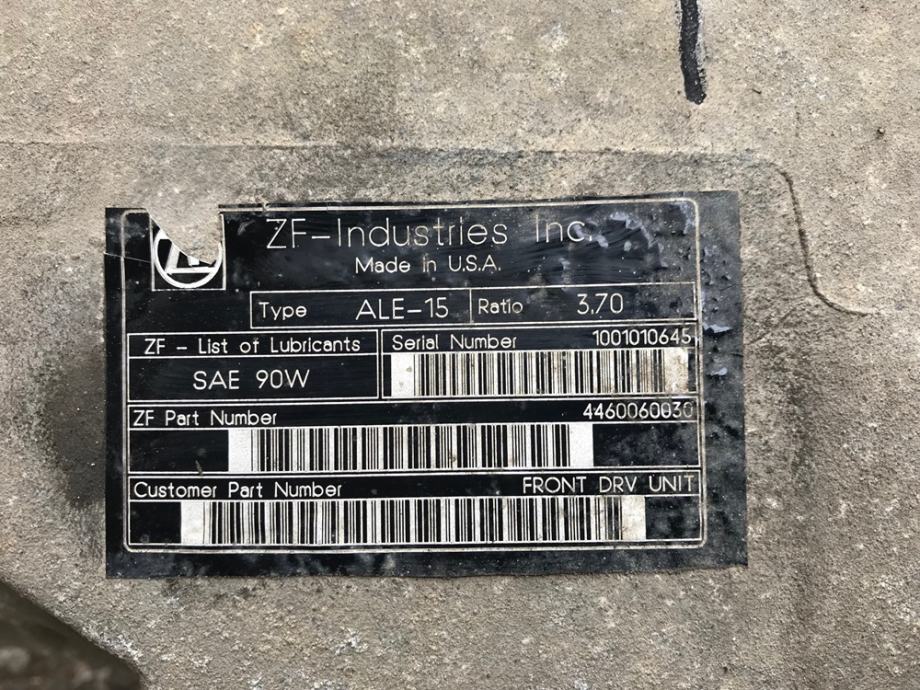 ZF-Industries Inc.
Made in U.S.A.
Type ALE-15 Ratio 3.70
ZF - List of Lubricants
SAE 90W
Serial Number 1001010645
ZF Part Number 4460060030
Customer Part Number FRONT DRV UNIT